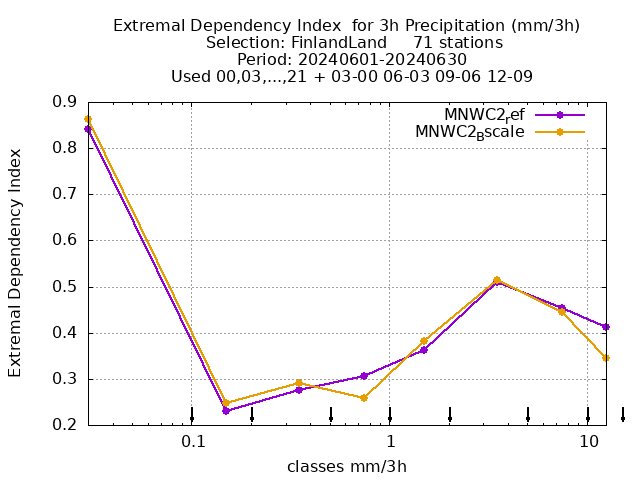 Extremal Dependency Index  for 3h Precipitation (mm/3h)
Selection: FinlandLand     71 stations
Period: 20240601-20240630
Used 00,03,...,21 + 03-00 06-03 09-06 12-09
MNWC2ref
MNWC2Bscale
0.9
0.8
0.7
0.6
0.5
0.4
0.3
0.2
Extremal Dependency Index
0.1
1
10
classes mm/3h